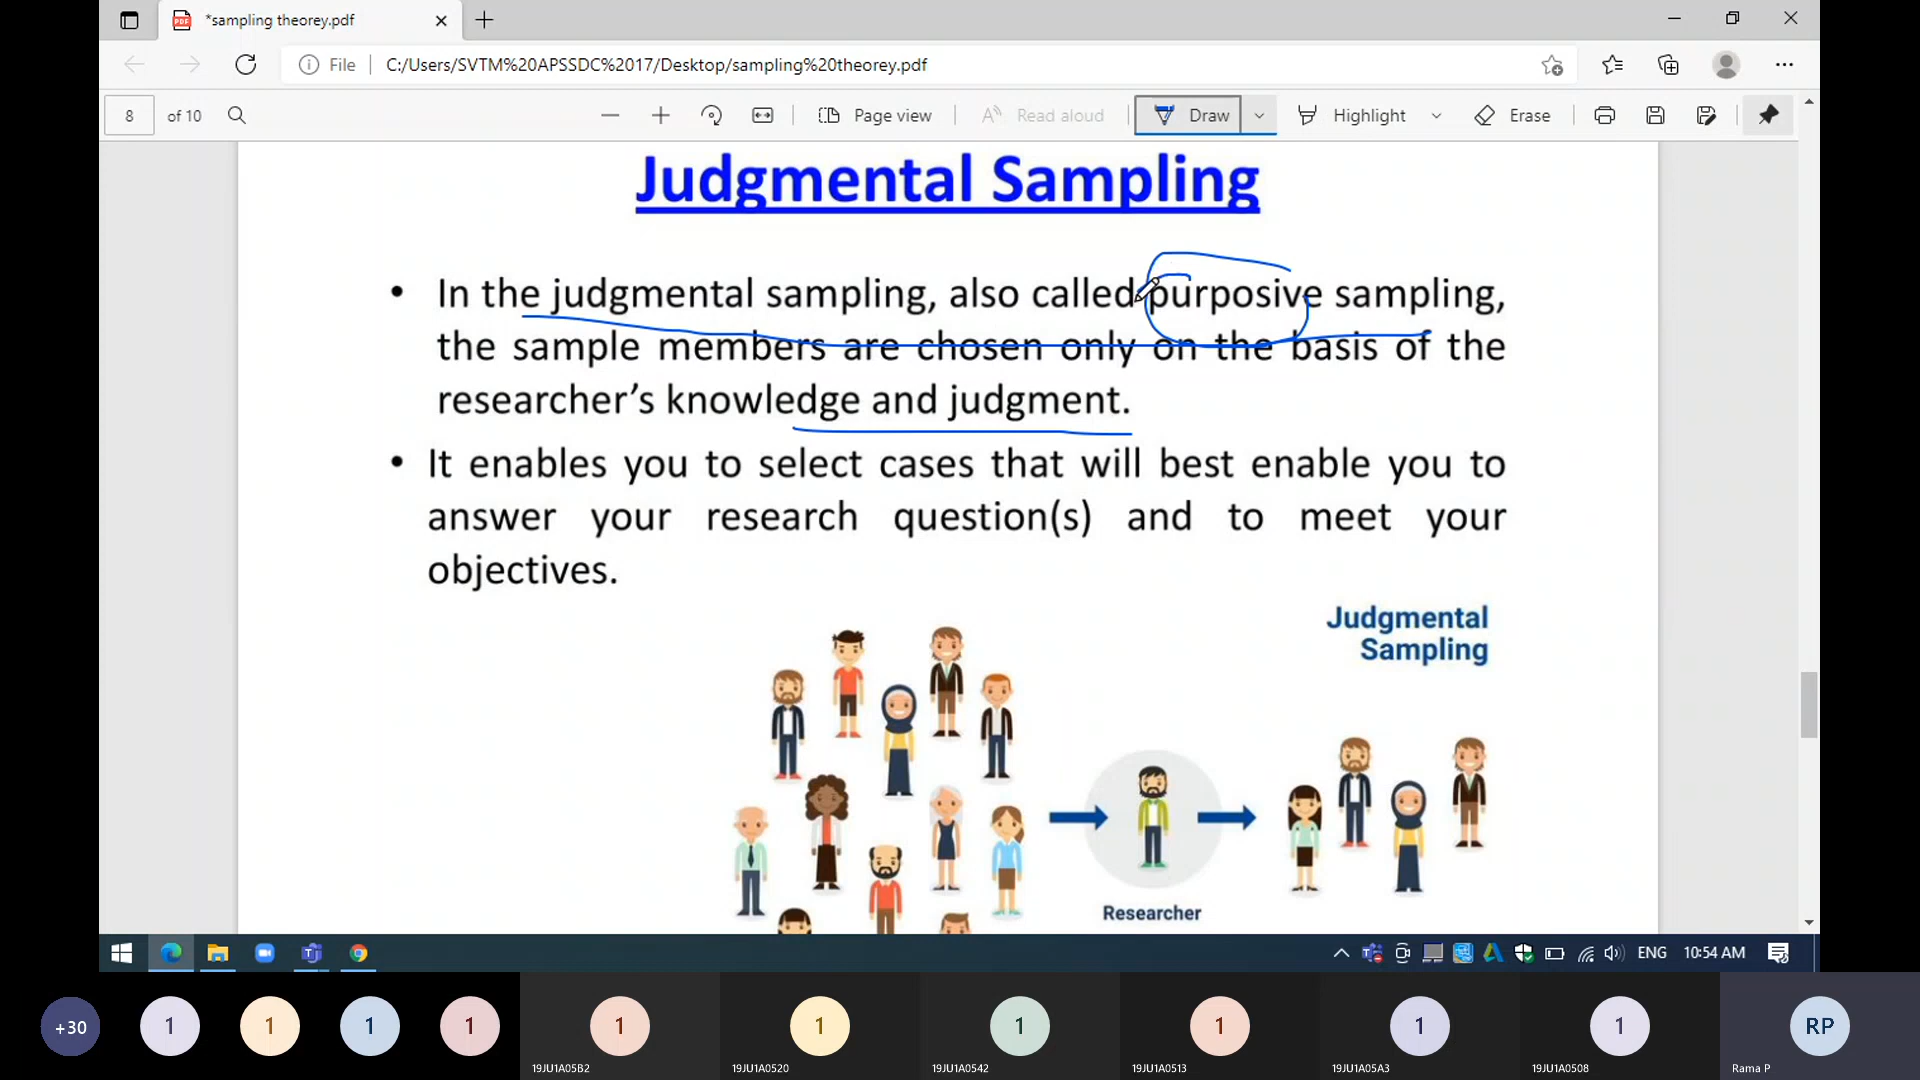 *sampling theorey.pdf
File
C:/Users/SVTM%20APSSDC%2017/Desktop/sampling%20theorey.pdf
8 of 10
Page view
Read aloud
Draw
Highlight
Erase
Judgmental Sampling
• In the judgmental sampling, also called purposive sampling,
the sample members are chosen only on the basis of the
researcher’s knowledge and judgment.
• It enables you to select cases that will best enable you to
answer your research question(s) and to meet your
objectives.
Judgmental
Sampling
Researcher
ENG
10:54 AM
+30
1
1
1
1
1
1
1
1
1
1
RP
19JU1A05B2
19JU1A0520
19JU1A0542
19JU1A0513
19JU1A05A3
19JU1A0508
Rama P